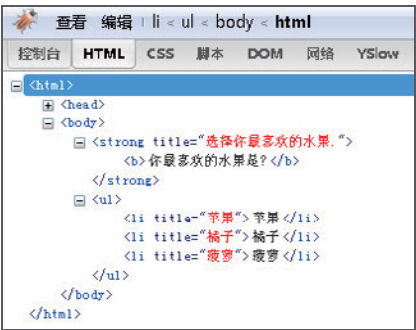 查看 编辑 | li < ul < body < html
控制台 HTML CSS 脚本 DOM 网络 YSlow
<html>
<head>
<body>
<strong title="选择你最喜欢的水果.">
<b>你最喜欢的水果是?</b>
</strong>
<ul>
<li title="苹果">苹果</li>
<li title="橘子">橘子</li>
<li title="菠萝">菠萝</li>
</ul>
</body>
</html>